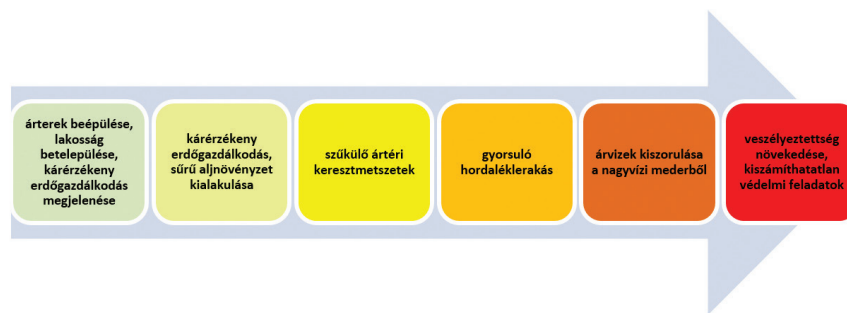 árterek beépülése,
lakosság
betelepülése,
kárérzékeny
erdőgazdálkodás
megjelenése
kárérzékeny
erdőgazdálkodás,
sűrű aljnövényzet
kialakulása
szűkülő ártéri
keresztmetszetek
gyorsuló
hordaléklerakás
árvizek kiszorulása
a nagyvízi mederből
veszélyeztettség
növekedése,
kiszámíthatatlan
védelmi feladatok